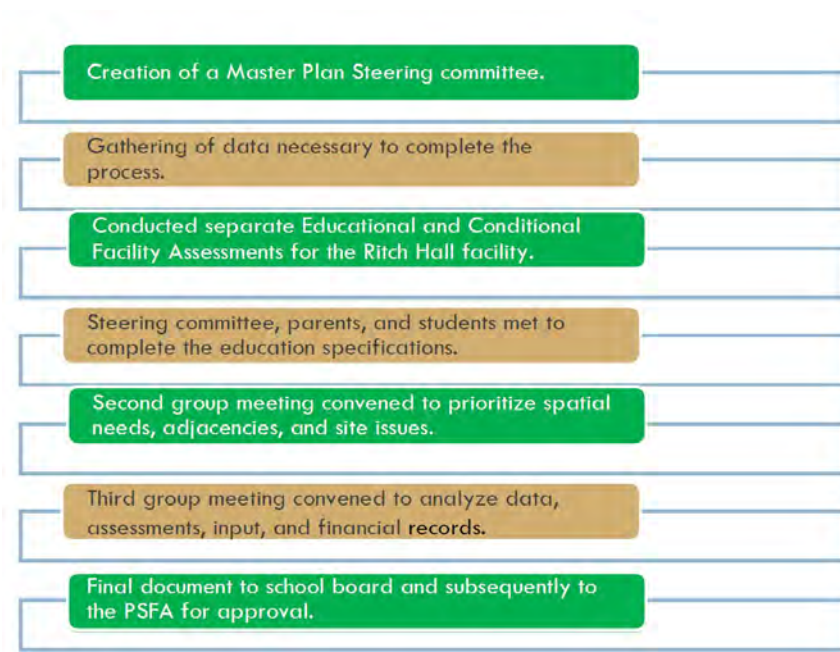 Creation of a Master Plan Steering committee.
Gathering of data necessary to complete the
process.
Conducted separate Educational and Conditional
Facility Assessments for the Ritch Hall facility.
Steering committee, parents, and students met to
complete the education specifications.
Second group meeting convened to prioritize spatial
needs, adjacencies, and site issues.
Third group meeting convened to analyze data,
assessments, input, and financial records.
Final document to school board and subsequently to
the PSFA for approval.